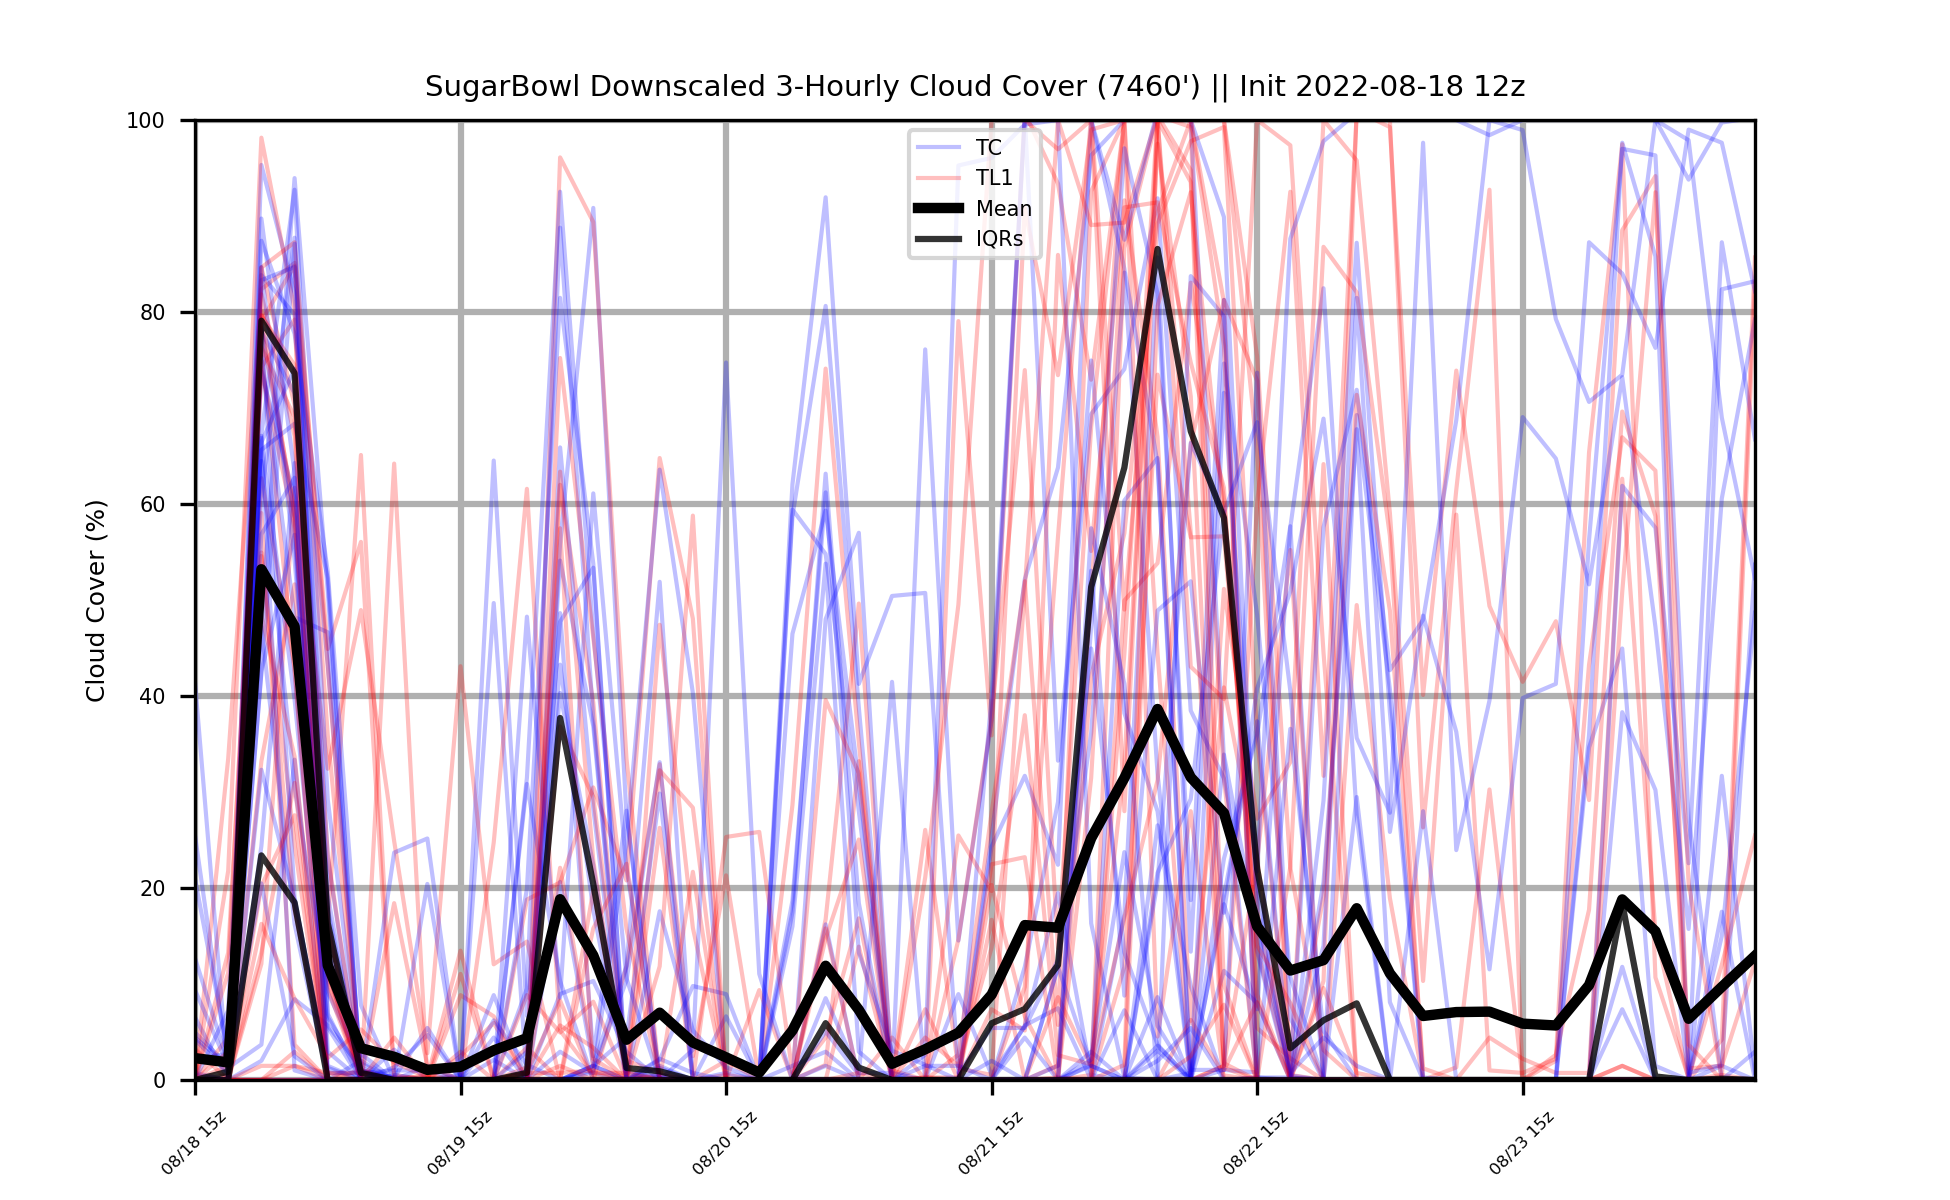 SugarBowl Downscaled 3-Hourly Cloud Cover (7460') || Init 2022-08-18 12z
TC
TL1
Mean
IQRs
Cloud Cover (%)
100
80
60
40
20
0
08/18 15z
08/19 15z
08/20 15z
08/21 15z
08/22 15z
08/23 15z